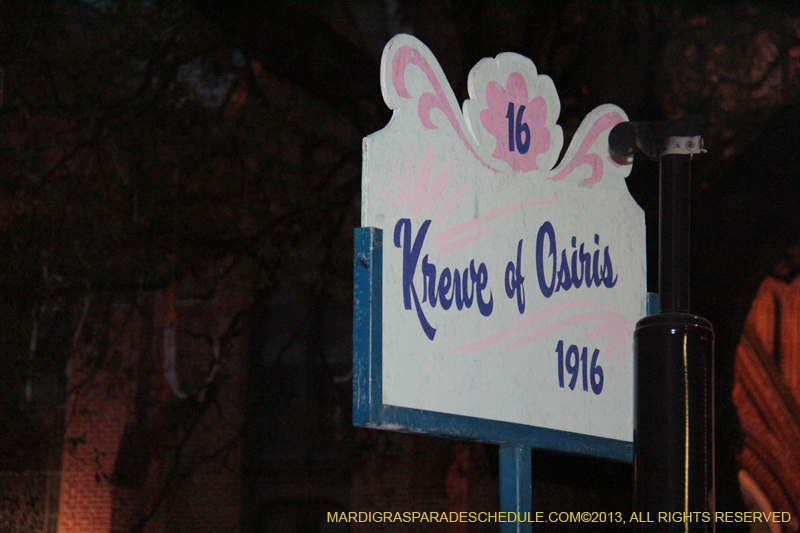 16
Krewe of Osiris
1916
MARDIGRASPARADESCHEDULE.COM©2013, ALL RIGHTS RESERVED